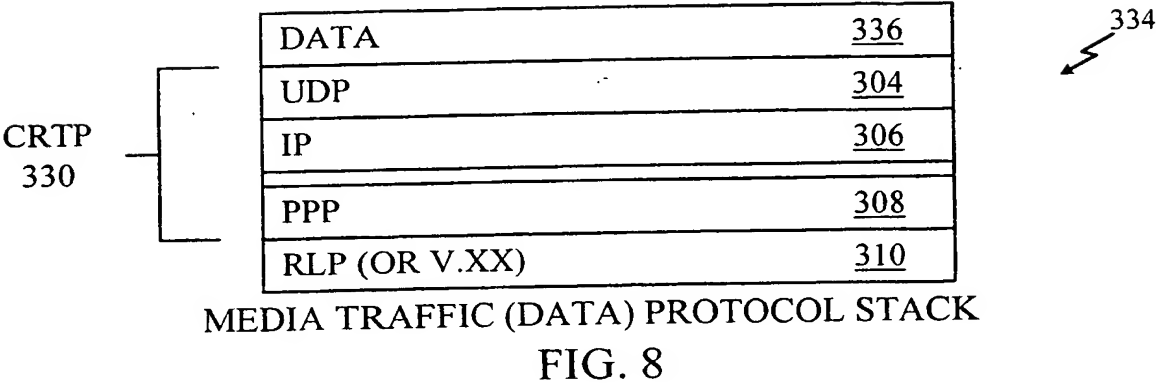 334
DATA 336
UDP 304
IP 306
PPP 308
RLP (OR V.XX) 310
CRTP
330
MEDIA TRAFFIC (DATA) PROTOCOL STACK
FIG. 8